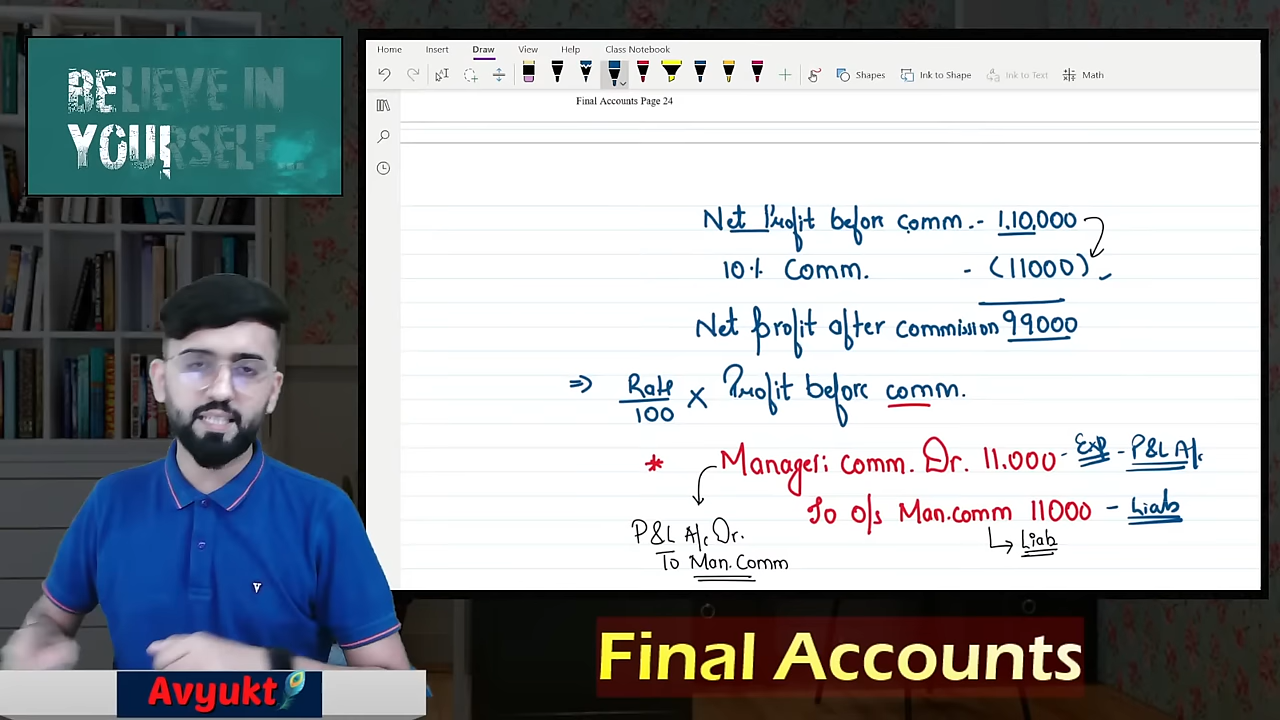 BELIEVE IN
YOURSELF...
Home Insert Draw View Help Class Notebook
Shapes Ink to Shape Ink to Text Math
Final Accounts Page 24
Net Profit before comm. - 1,10,000
10% Comm. - (11000)
Net profit after commission 99000
⇒ Rate/100 × Profit before comm.
* Manager: comm. Dr. 11.000 - Exp - P&L A/c
To o/s Man.comm 11000 - Liab
P&L A/c Dr.
Liab
To Man.Comm
Final Accounts
Avyukt